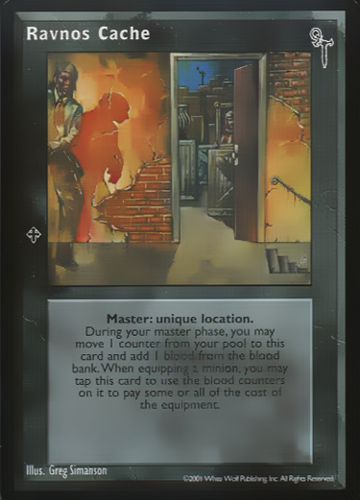 Ravnos Cache
Master: unique location.
During your master phase, you may
move 1 counter from your pool to this
card and add 1 blood from the blood
bank. When equipping a minion, you may
tap this card to use the blood counters
on it to pay some or all of the cost of
the equipment.
Illus. Greg Simanson
©2001 White Wolf Publishing, Inc. All Rights Reserved.